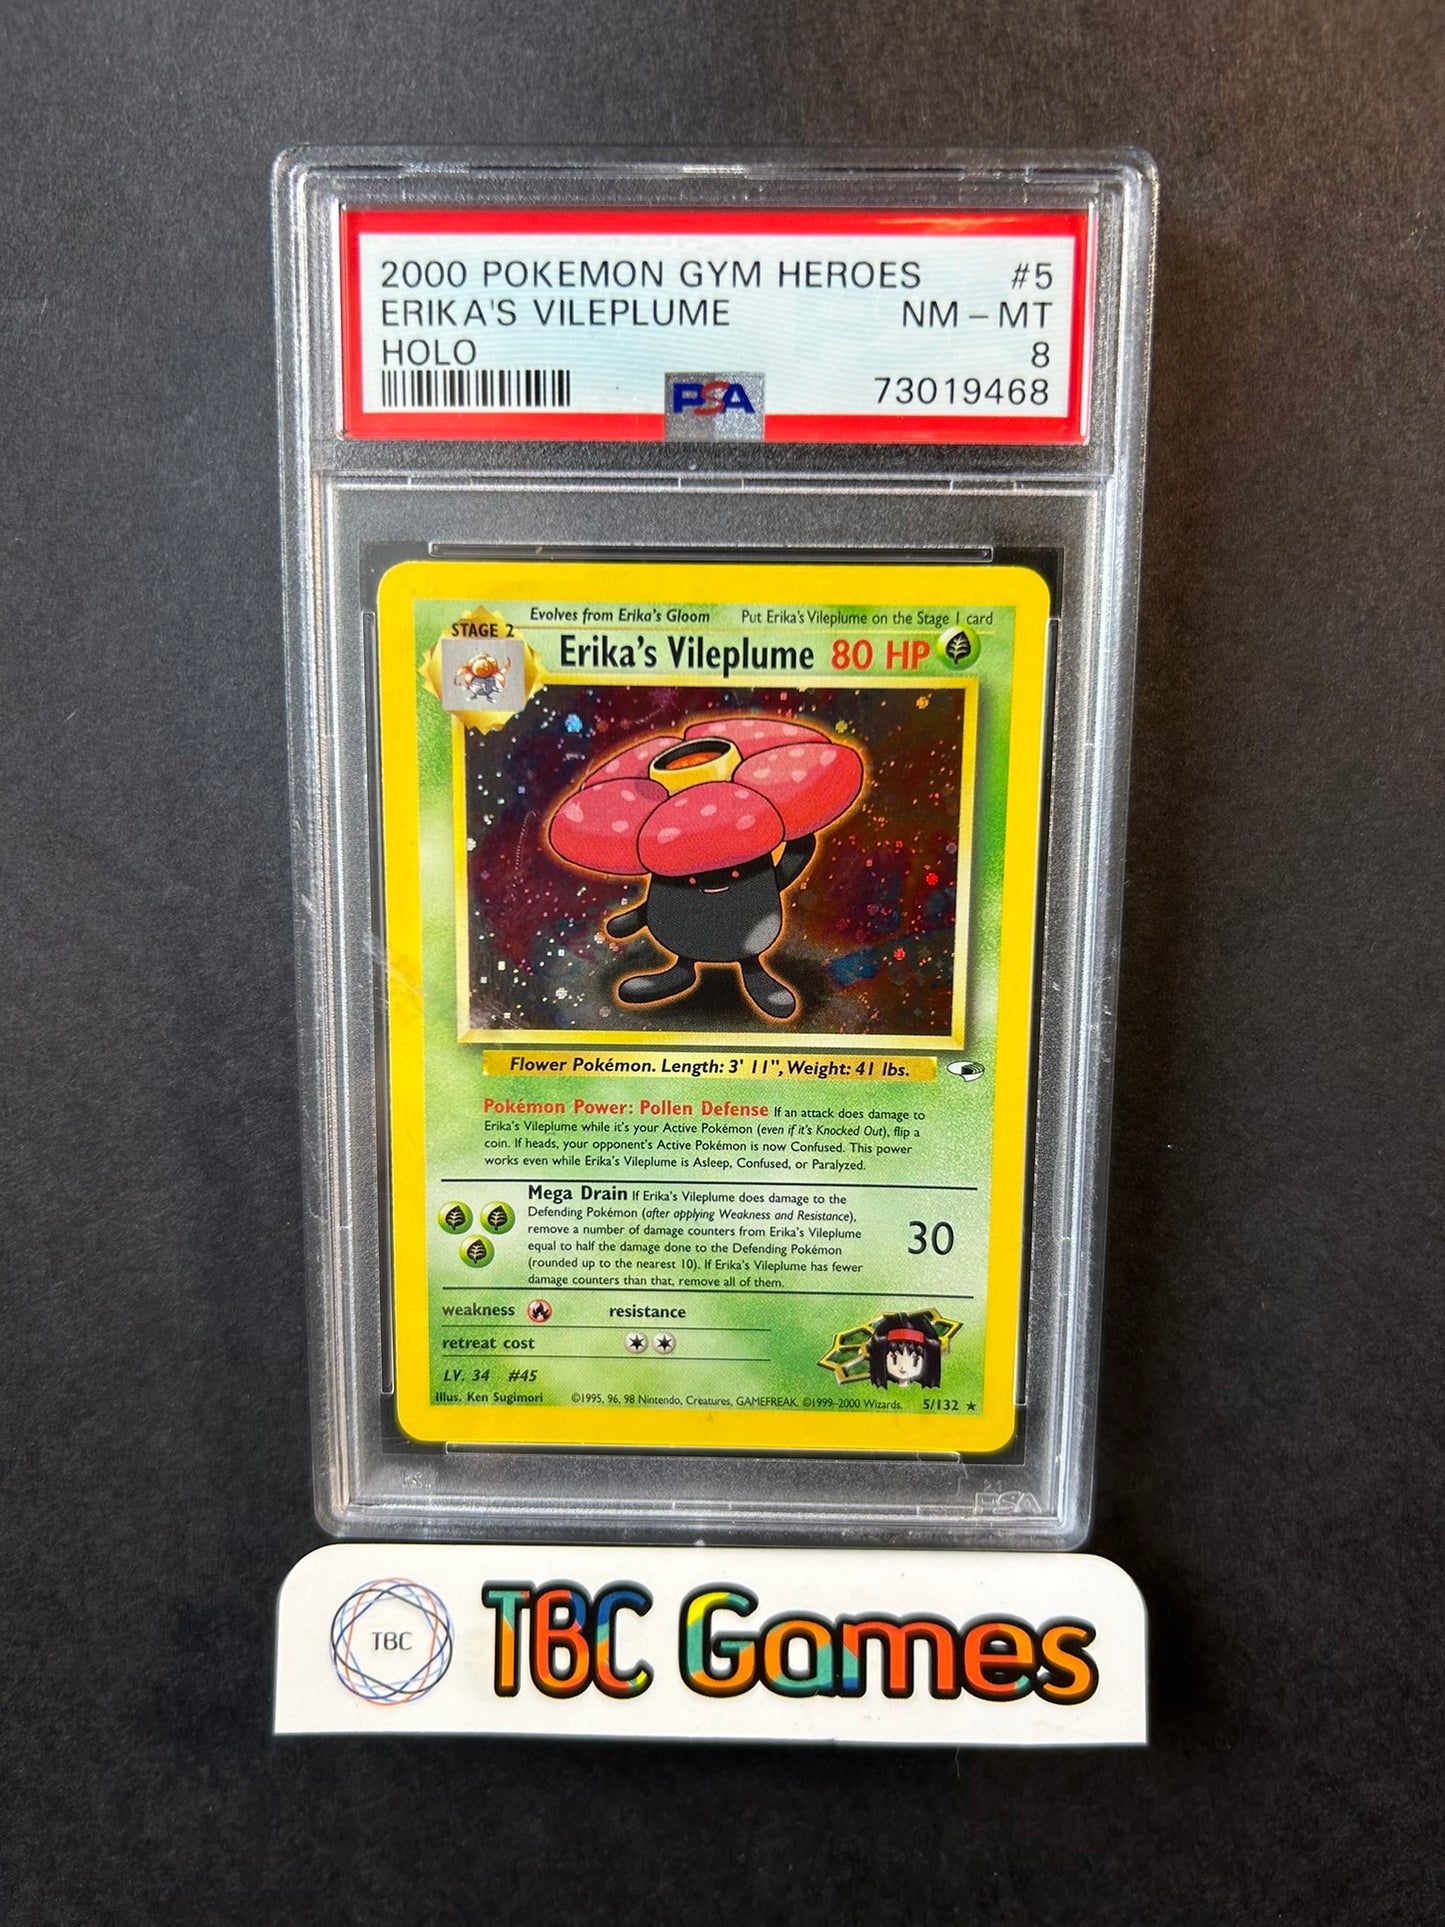 2000 POKEMON GYM HEROES #5
ERIKA'S VILEPLUME NM – MT
HOLO 8
PSA 73019468
Evolves from Erika's Gloom Put Erika's Vileplume on the Stage 1 card
STAGE 2
Erika's Vileplume 80 HP
Flower Pokémon. Length: 3' 11", Weight: 41 lbs.
Pokémon Power: Pollen Defense If an attack does damage to
Erika's Vileplume while it's your Active Pokémon (even if it's Knocked Out), flip a
coin. If heads, your opponent's Active Pokémon is now Confused. This power
works even while Erika's Vileplume is Asleep, Confused, or Paralyzed.
Mega Drain If Erika's Vileplume does damage to the
Defending Pokémon (after applying Weakness and Resistance),
remove a number of damage counters from Erika's Vileplume
equal to half the damage done to the Defending Pokémon
(rounded up to the nearest 10). If Erika's Vileplume has fewer
damage counters than that, remove all of them.
30
weakness resistance
retreat cost
LV. 34 #45
Illus. Ken Sugimori ©1995, 96, 98 Nintendo, Creatures, GAMEFREAK. ©1999–2000 Wizards. 5/132 ★
PSA
TBC TBC Games